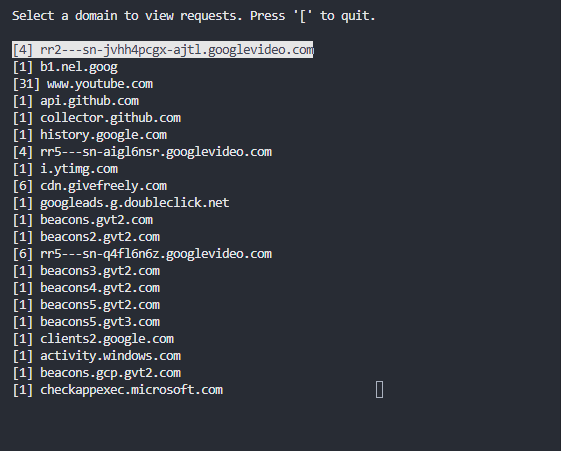 Select a domain to view requests. Press '[' to quit.
[4] rr2---sn-jvhh4pcgx-ajtl.googlevideo.com
[1] b1.nel.goog
[31] www.youtube.com
[1] api.github.com
[1] collector.github.com
[1] history.google.com
[4] rr5---sn-aigl6nsr.googlevideo.com
[1] i.ytimg.com
[6] cdn.givefreely.com
[1] googleads.g.doubleclick.net
[1] beacons.gvt2.com
[1] beacons2.gvt2.com
[6] rr5---sn-q4fl6n6z.googlevideo.com
[1] beacons3.gvt2.com
[1] beacons4.gvt2.com
[1] beacons5.gvt2.com
[1] beacons5.gvt3.com
[1] clients2.google.com
[1] activity.windows.com
[1] beacons.gcp.gvt2.com
[1] checkappexec.microsoft.com